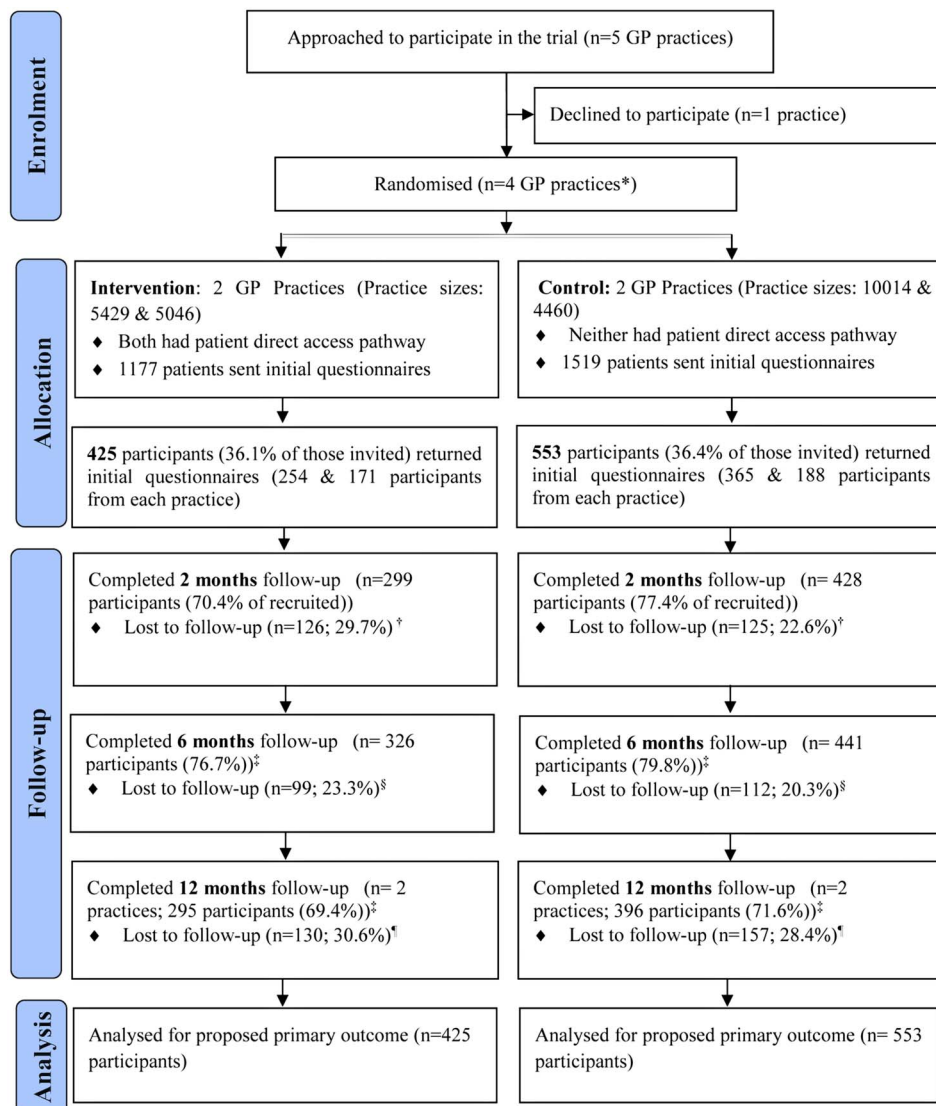 Enrolment
Approached to participate in the trial (n=5 GP practices)
Declined to participate (n=1 practice)
Randomised (n=4 GP practices*)
Allocation
Intervention: 2 GP Practices (Practice sizes:
5429 & 5046)
♦ Both had patient direct access pathway
♦ 1177 patients sent initial questionnaires
Control: 2 GP Practices (Practice sizes: 10014 &
4460)
♦ Neither had patient direct access pathway
♦ 1519 patients sent initial questionnaires
425 participants (36.1% of those invited) returned
initial questionnaires (254 & 171 participants
from each practice)
553 participants (36.4% of those invited) returned
initial questionnaires (365 & 188 participants
from each practice)
Follow-up
Completed 2 months follow-up (n=299
participants (70.4% of recruited))
♦ Lost to follow-up (n=126; 29.7%)†
Completed 2 months follow-up (n= 428
participants (77.4% of recruited))
♦ Lost to follow-up (n=125; 22.6%)†
Completed 6 months follow-up (n= 326
participants (76.7%))‡
♦ Lost to follow-up (n=99; 23.3%)§
Completed 6 months follow-up (n= 441
participants (79.8%))‡
♦ Lost to follow-up (n=112; 20.3%)§
Completed 12 months follow-up (n= 2
practices; 295 participants (69.4%))‡
♦ Lost to follow-up (n=130; 30.6%)¶
Completed 12 months follow-up (n=2
practices; 396 participants (71.6%))‡
♦ Lost to follow-up (n=157; 28.4%)¶
Analysis
Analysed for proposed primary outcome (n=425
participants)
Analysed for proposed primary outcome (n= 553
participants)